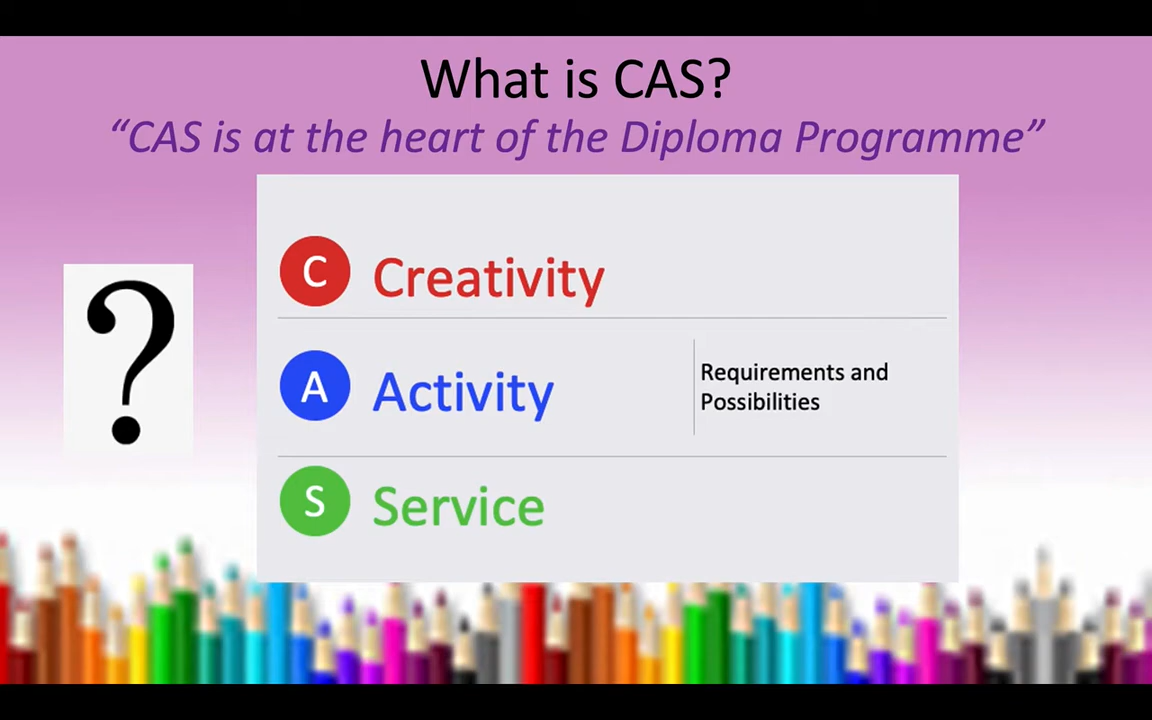 What is CAS?
“CAS is at the heart of the Diploma Programme”
?
C Creativity
A Activity
Requirements and
Possibilities
S Service